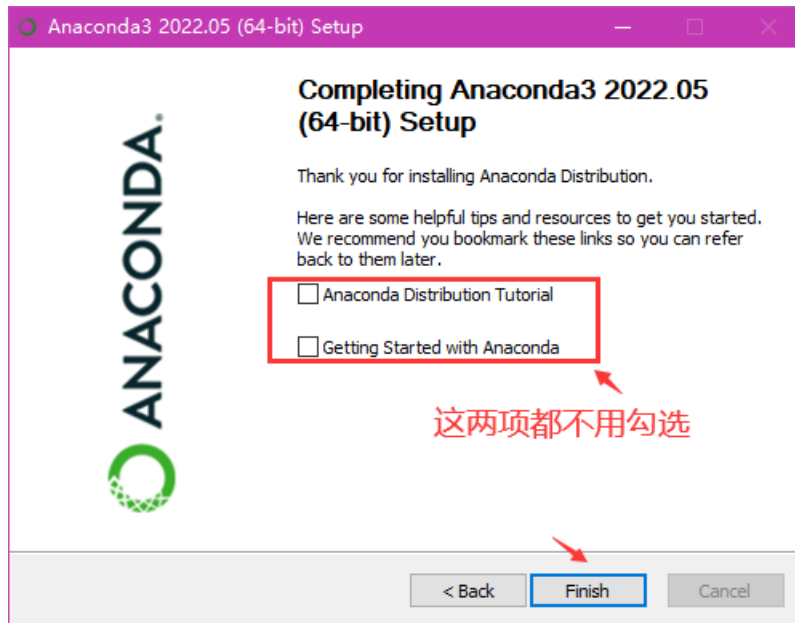 Anaconda3 2022.05 (64-bit) Setup
Completing Anaconda3 2022.05
(64-bit) Setup
Thank you for installing Anaconda Distribution.
Here are some helpful tips and resources to get you started.
We recommend you bookmark these links so you can refer
back to them later.
Anaconda Distribution Tutorial
Getting Started with Anaconda
这两项都不用勾选
ANACONDA.
< Back
Finish
Cancel